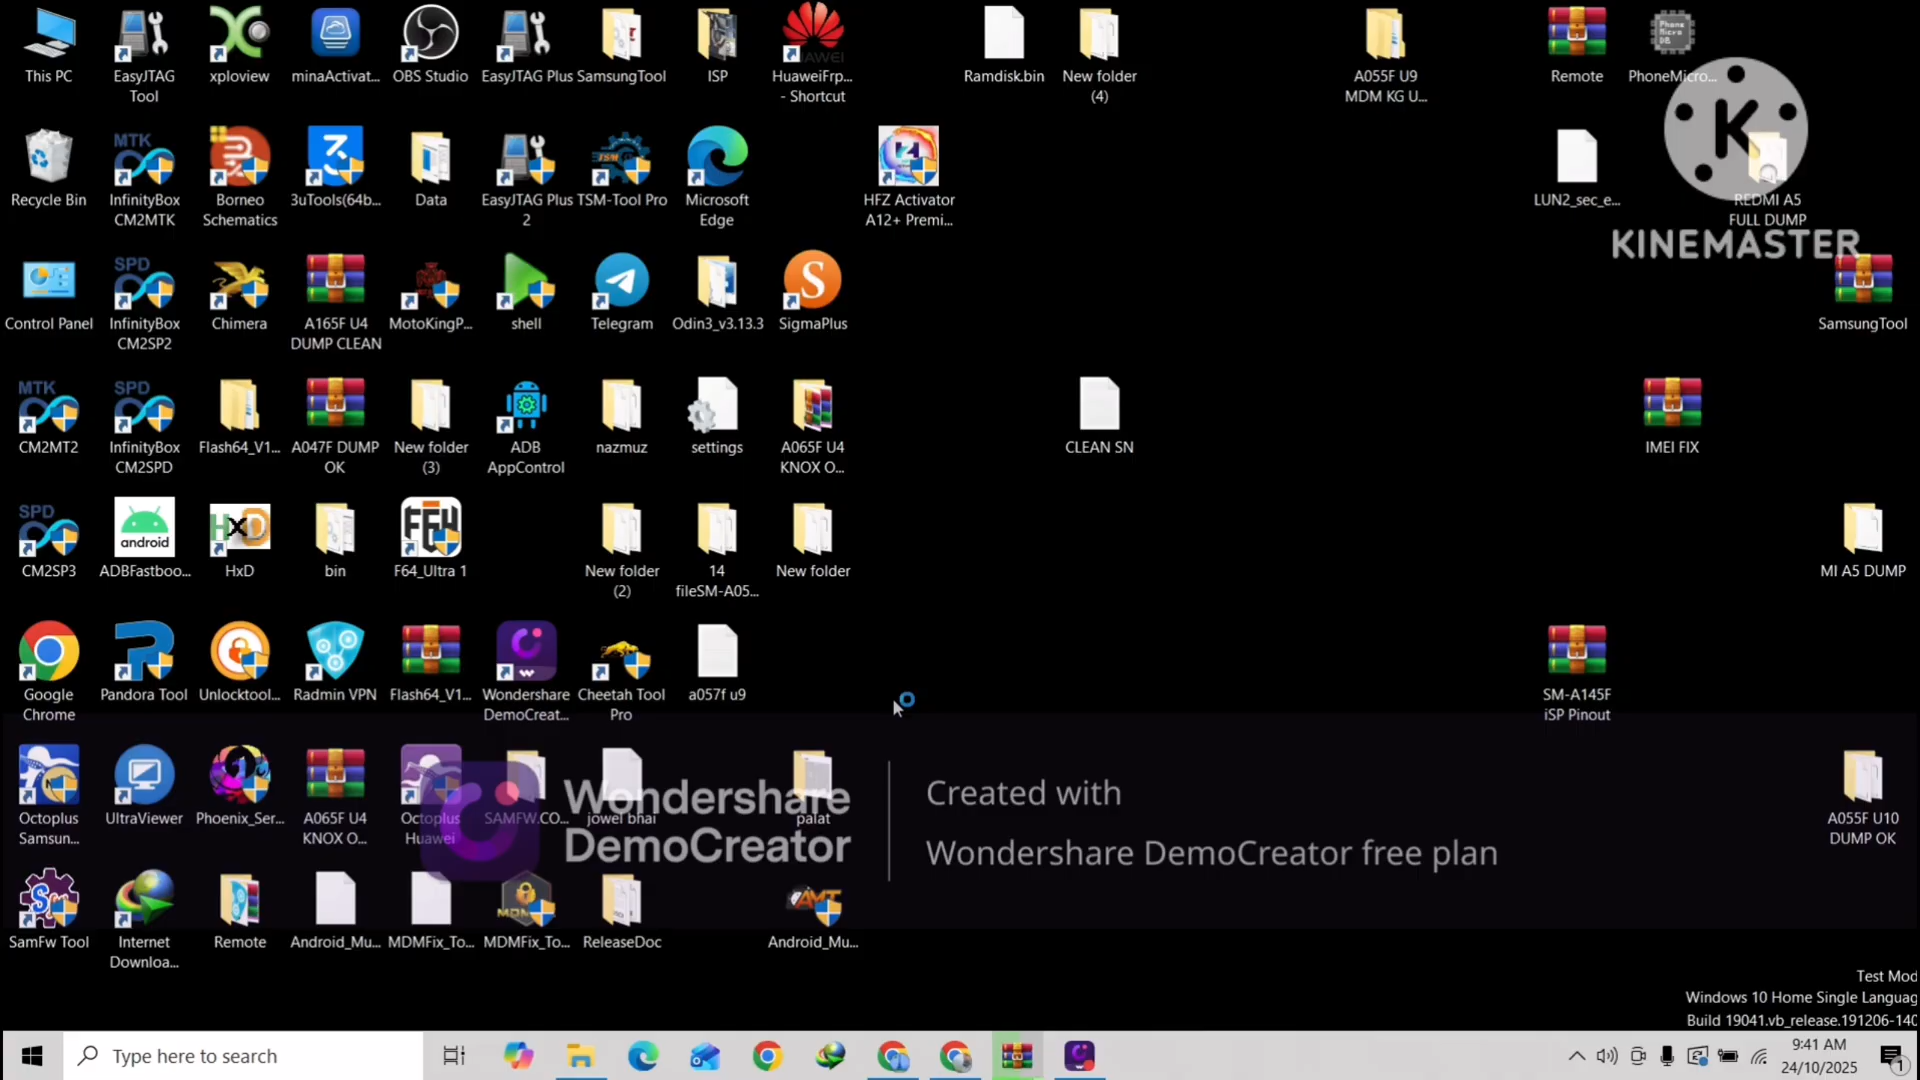 This PC
EasyJTAG
Tool
xploview
minaActivat...
OBS Studio
EasyJTAG Plus
SamsungTool
ISP
HuaweiFrp...
- Shortcut
Ramdisk.bin
New folder
(4)
A055F U9
MDM KG U...
Remote
PhoneMicro...
Recycle Bin
InfinityBox
CM2MTK
Borneo
Schematics
3uTools(64b...
Data
EasyJTAG Plus
2
TSM-Tool Pro
Microsoft
Edge
HFZ Activator
A12+ Premi...
LUN2_sec_e...
REDMI A5
FULL DUMP
KINEMASTER
Control Panel
InfinityBox
CM2SP2
Chimera
A165F U4
DUMP CLEAN
MotoKingP...
shell
Telegram
Odin3_v3.13.3
SigmaPlus
SamsungTool
CM2MT2
InfinityBox
CM2SPD
Flash64_V1...
A047F DUMP
OK
New folder
(3)
ADB
AppControl
nazmuz
settings
A065F U4
KNOX O...
CLEAN SN
IMEI FIX
CM2SP3
ADBFastboo...
HxD
bin
F64_Ultra 1
New folder
(2)
14
fileSM-A05...
New folder
MI A5 DUMP
Google
Chrome
Pandora Tool
Unlocktool...
Radmin VPN
Flash64_V1...
Wondershare
DemoCreat...
Cheetah Tool
Pro
a057f u9
SM-A145F
iSP Pinout
Octoplus
Samsun...
UltraViewer
Phoenix_Ser...
A065F U4
KNOX O...
Octoplus
Huawei
SAMFW.CO...
jowel bhai
palat
A055F U10
DUMP OK
Wondershare
DemoCreator
Created with
Wondershare DemoCreator free plan
SamFw Tool
Internet
Downloa...
Remote
Android_Mu...
MDMFix_To...
MDMFix_To...
ReleaseDoc
Android_Mu...
Test Mod
Windows 10 Home Single Languag
Build 19041.vb_release.191206-140
Type here to search
9:41 AM
24/10/2025